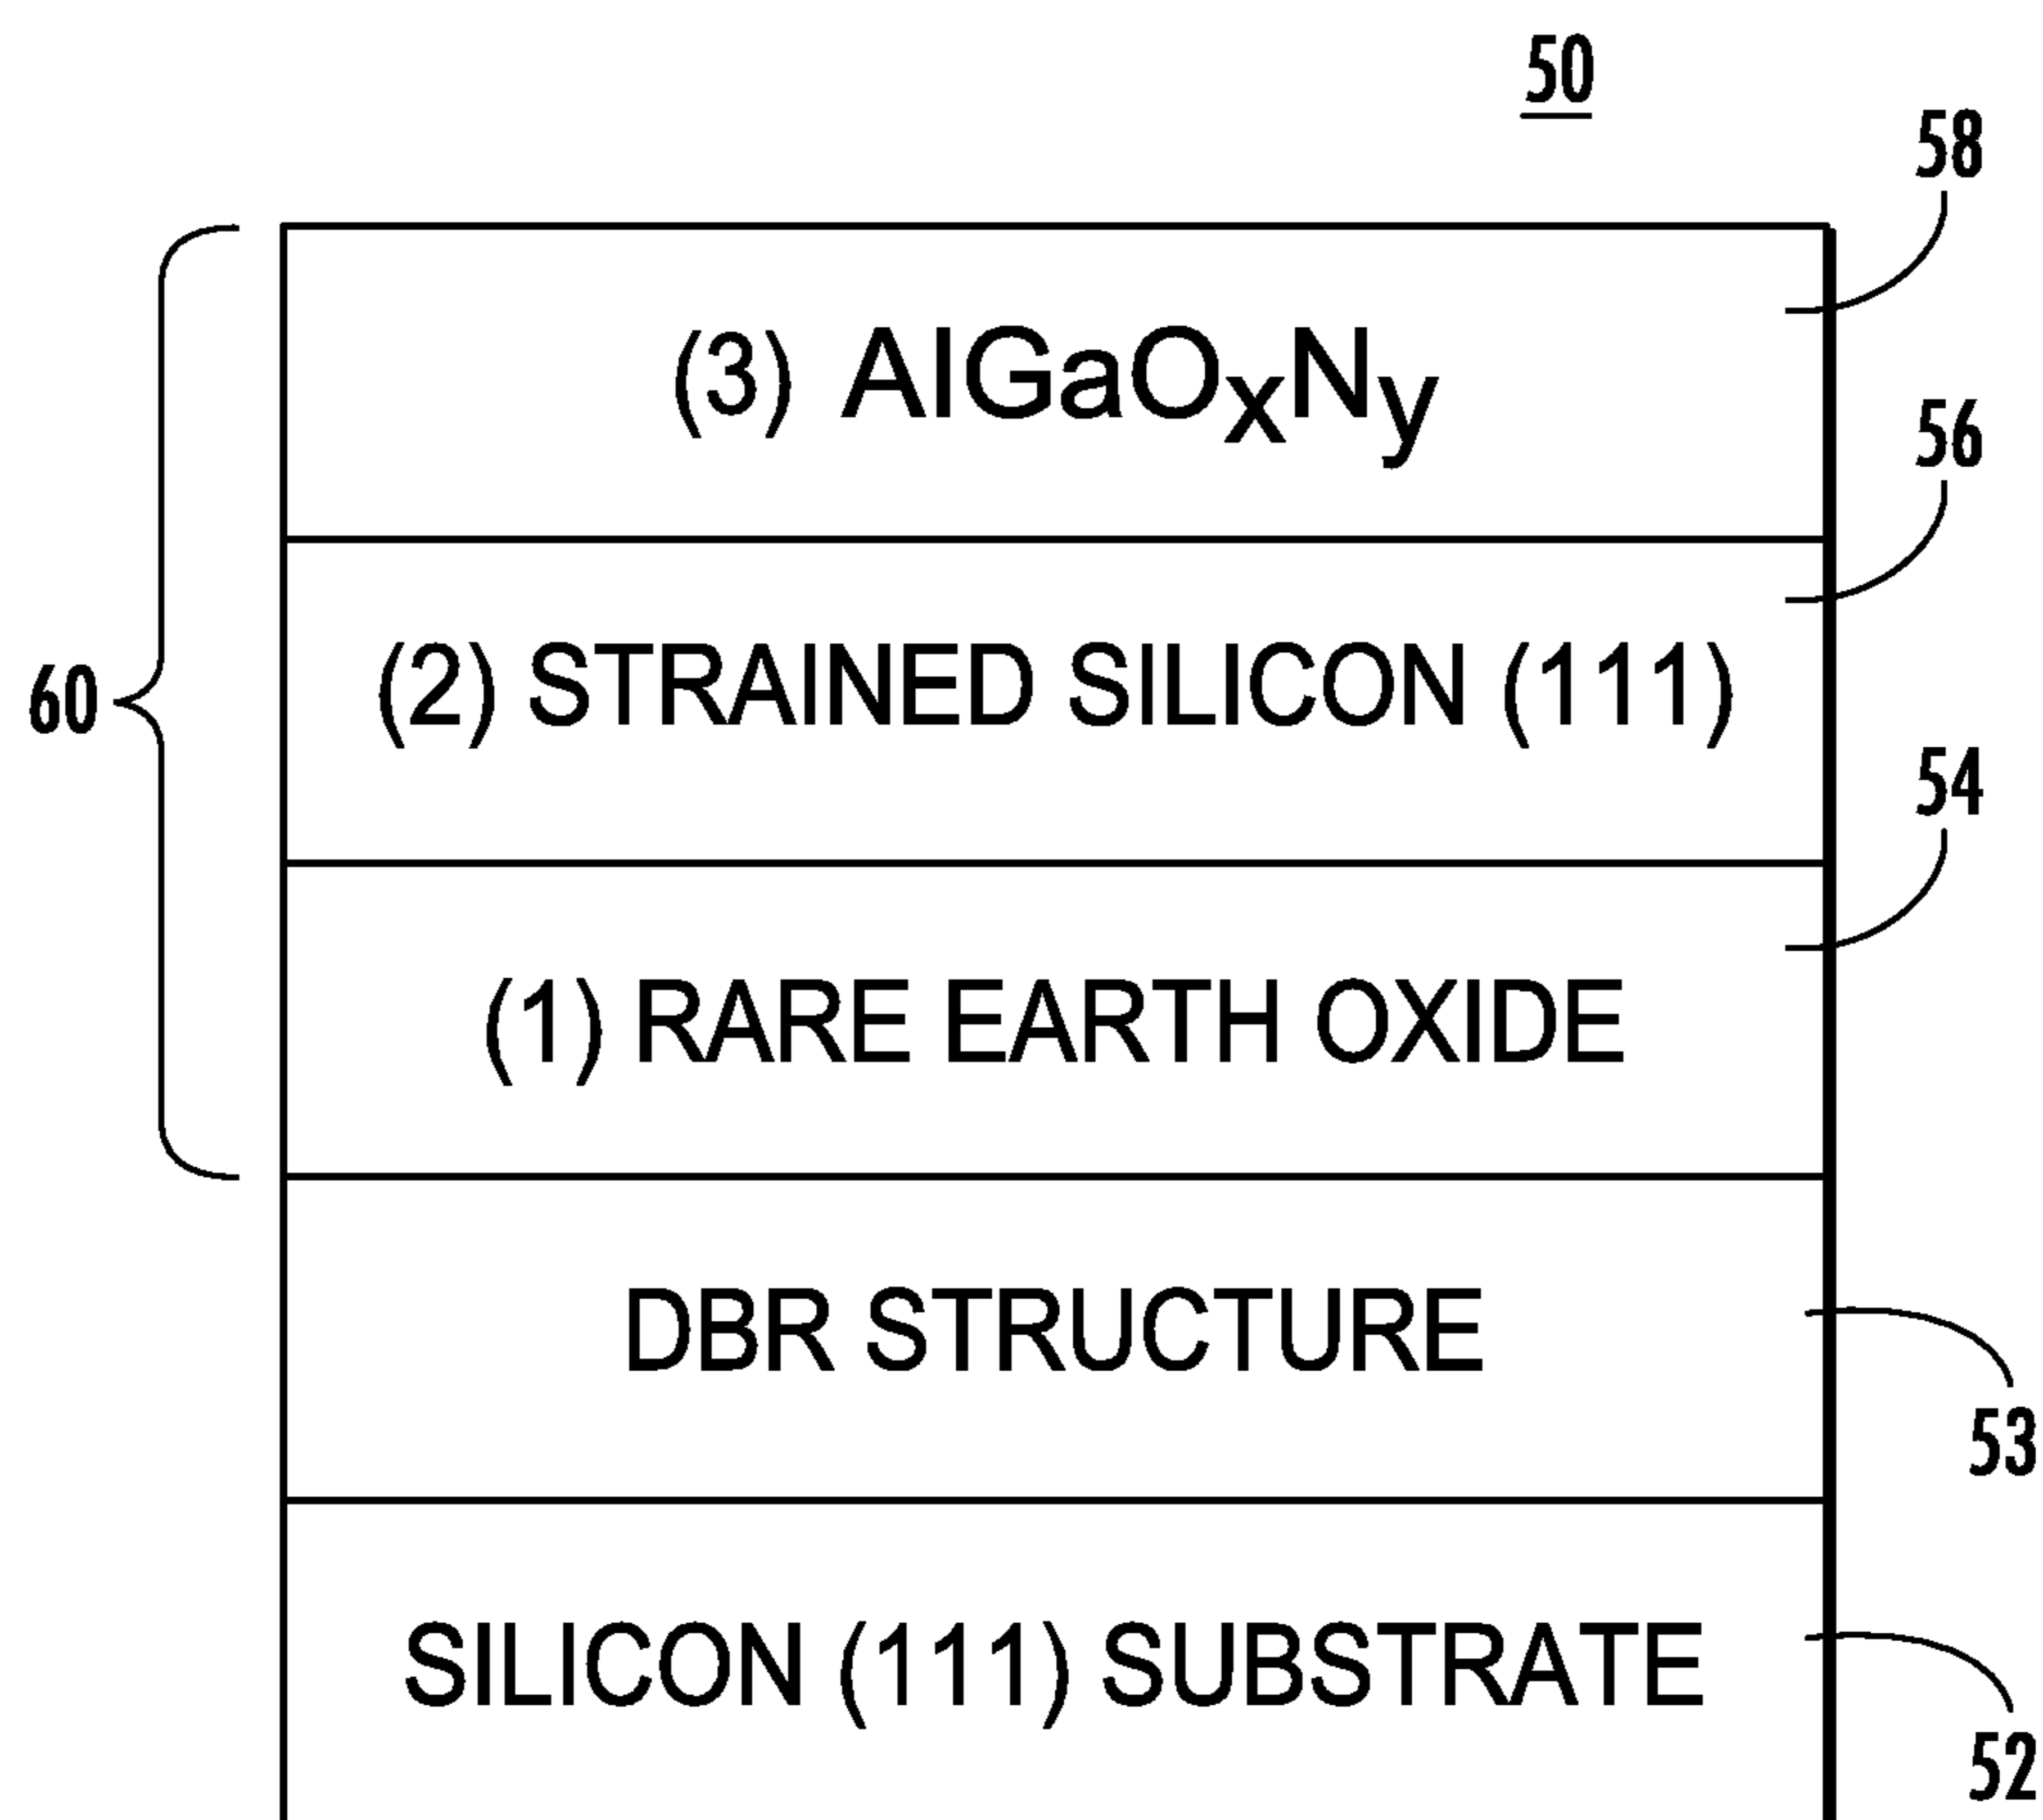 50
58
(3) AlGaOxNy
56
(2) STRAINED SILICON (111)
60
54
(1) RARE EARTH OXIDE
DBR STRUCTURE
53
SILICON (111) SUBSTRATE
52